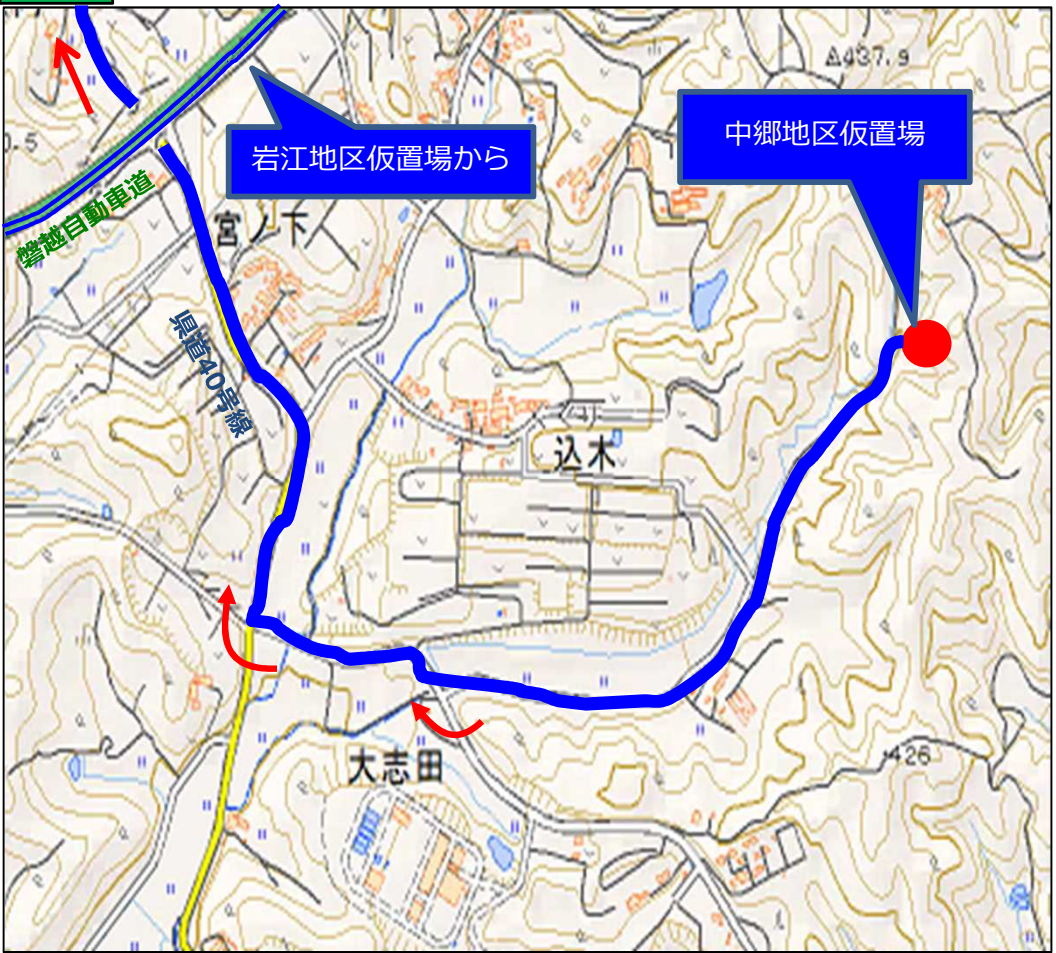 437.9
中郷地区仮置場
岩江地区仮置場から
磐越自動車道
宮ノ下
県道40号線
込木
大志田
426